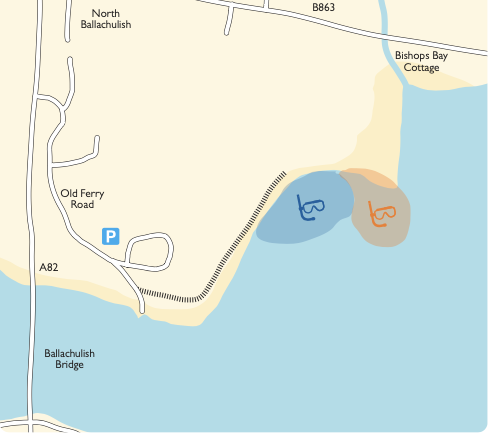 North
Ballachulish
B863
Bishops Bay
Cottage
Old Ferry
Road
P
A82
Ballachulish
Bridge